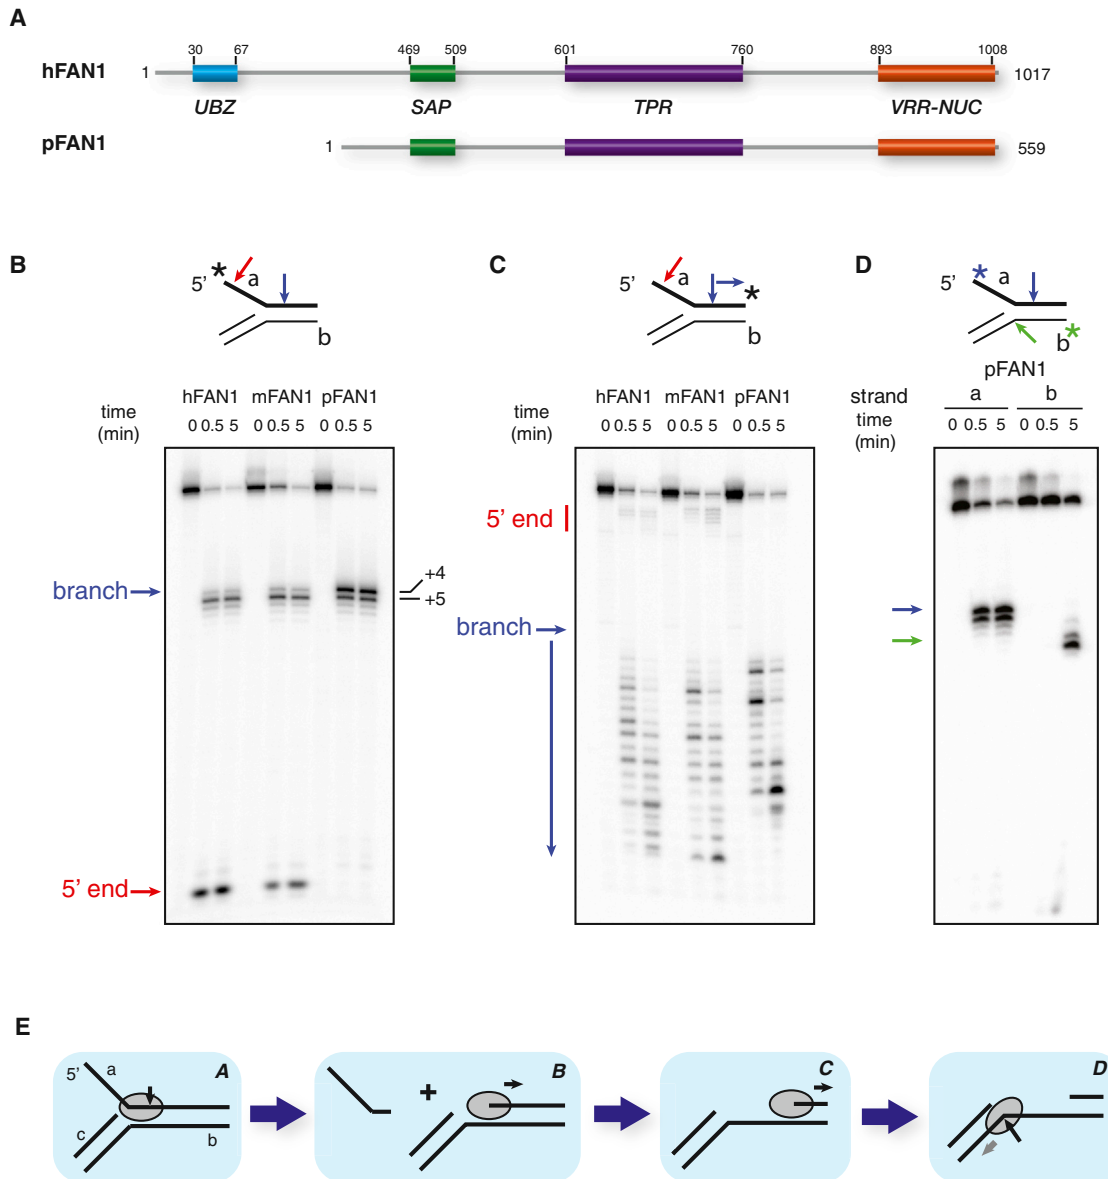 A
30 67 469 509 601 760 893 1008
hFAN1 1 1017
UBZ SAP TPR VRR-NUC
pFAN1 1 559
B
5’ * a
b
hFAN1 mFAN1 pFAN1
time
(min)
0 0.5 5 0 0.5 5 0 0.5 5
branch
+4
+5
5’ end
C
5’ a
*
b
hFAN1 mFAN1 pFAN1
time
(min)
0 0.5 5 0 0.5 5 0 0.5 5
5’ end
branch
D
5’ * a
b *
pFAN1
strand a b
time
(min)
0 0.5 5 0 0.5 5
E
5’ a A
c b
+ B
C
D